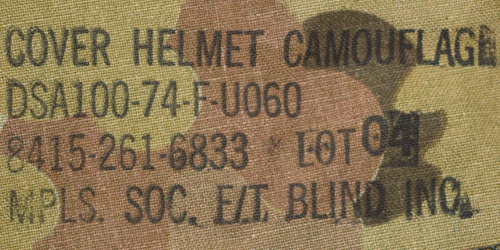 COVER HELMET CAMOUFLAGE
DSA100-74-F-U060
8415-261-6833 LOT 04
MPLS. SOC. F/T. BLIND INC.